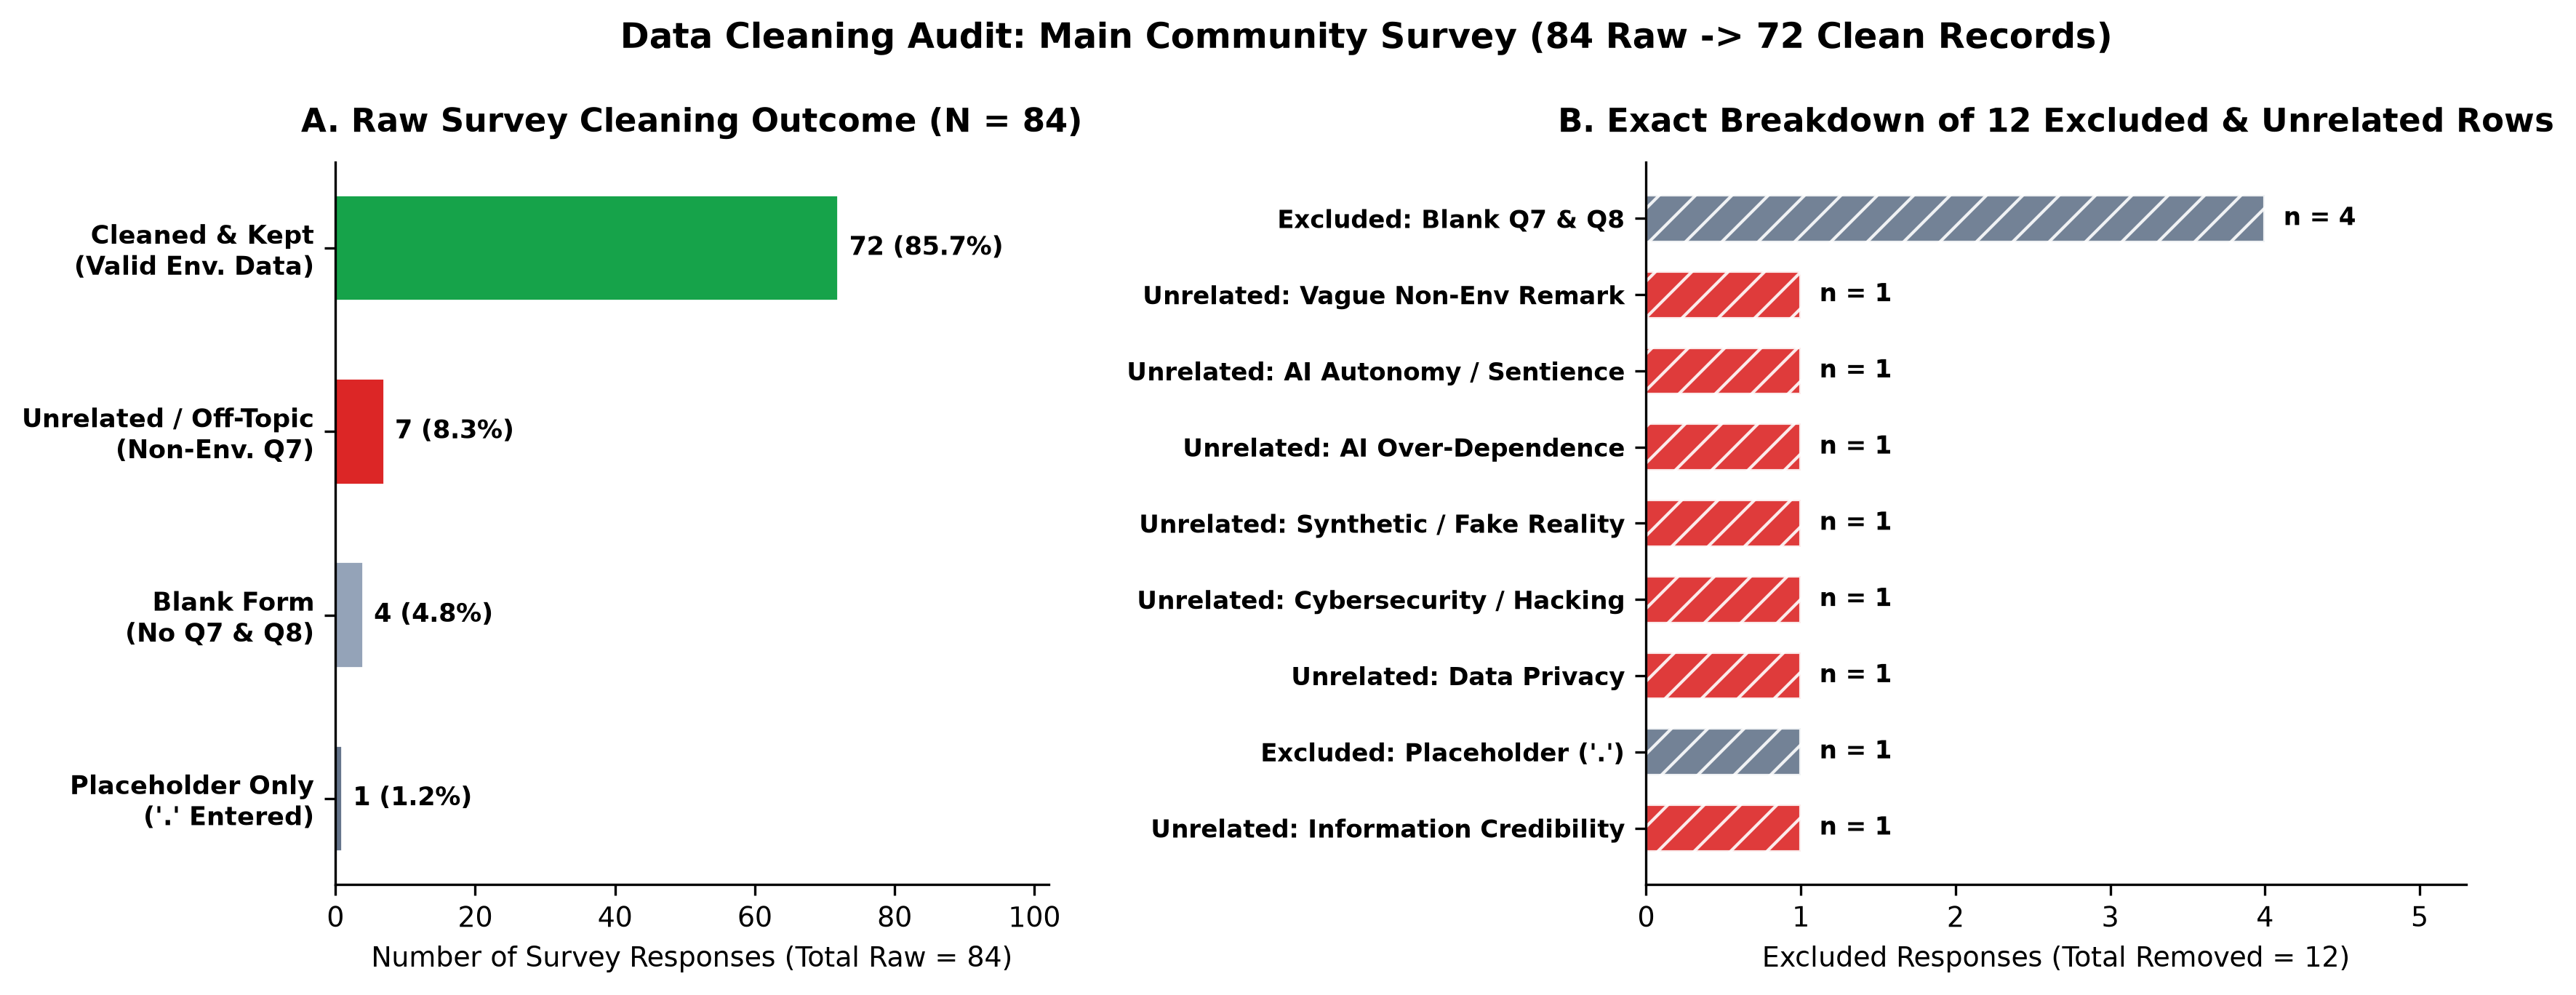 Data Cleaning Audit: Main Community Survey (84 Raw -> 72 Clean Records)
A. Raw Survey Cleaning Outcome (N = 84)
Cleaned & Kept
(Valid Env. Data)
72 (85.7%)
Unrelated / Off-Topic
(Non-Env. Q7)
7 (8.3%)
Blank Form
(No Q7 & Q8)
4 (4.8%)
Placeholder Only
('.' Entered)
1 (1.2%)
0 20 40 60 80 100
Number of Survey Responses (Total Raw = 84)
B. Exact Breakdown of 12 Excluded & Unrelated Rows
Excluded: Blank Q7 & Q8 n = 4
Unrelated: Vague Non-Env Remark n = 1
Unrelated: AI Autonomy / Sentience n = 1
Unrelated: AI Over-Dependence n = 1
Unrelated: Synthetic / Fake Reality n = 1
Unrelated: Cybersecurity / Hacking n = 1
Unrelated: Data Privacy n = 1
Excluded: Placeholder ('.') n = 1
Unrelated: Information Credibility n = 1
0 1 2 3 4 5
Excluded Responses (Total Removed = 12)